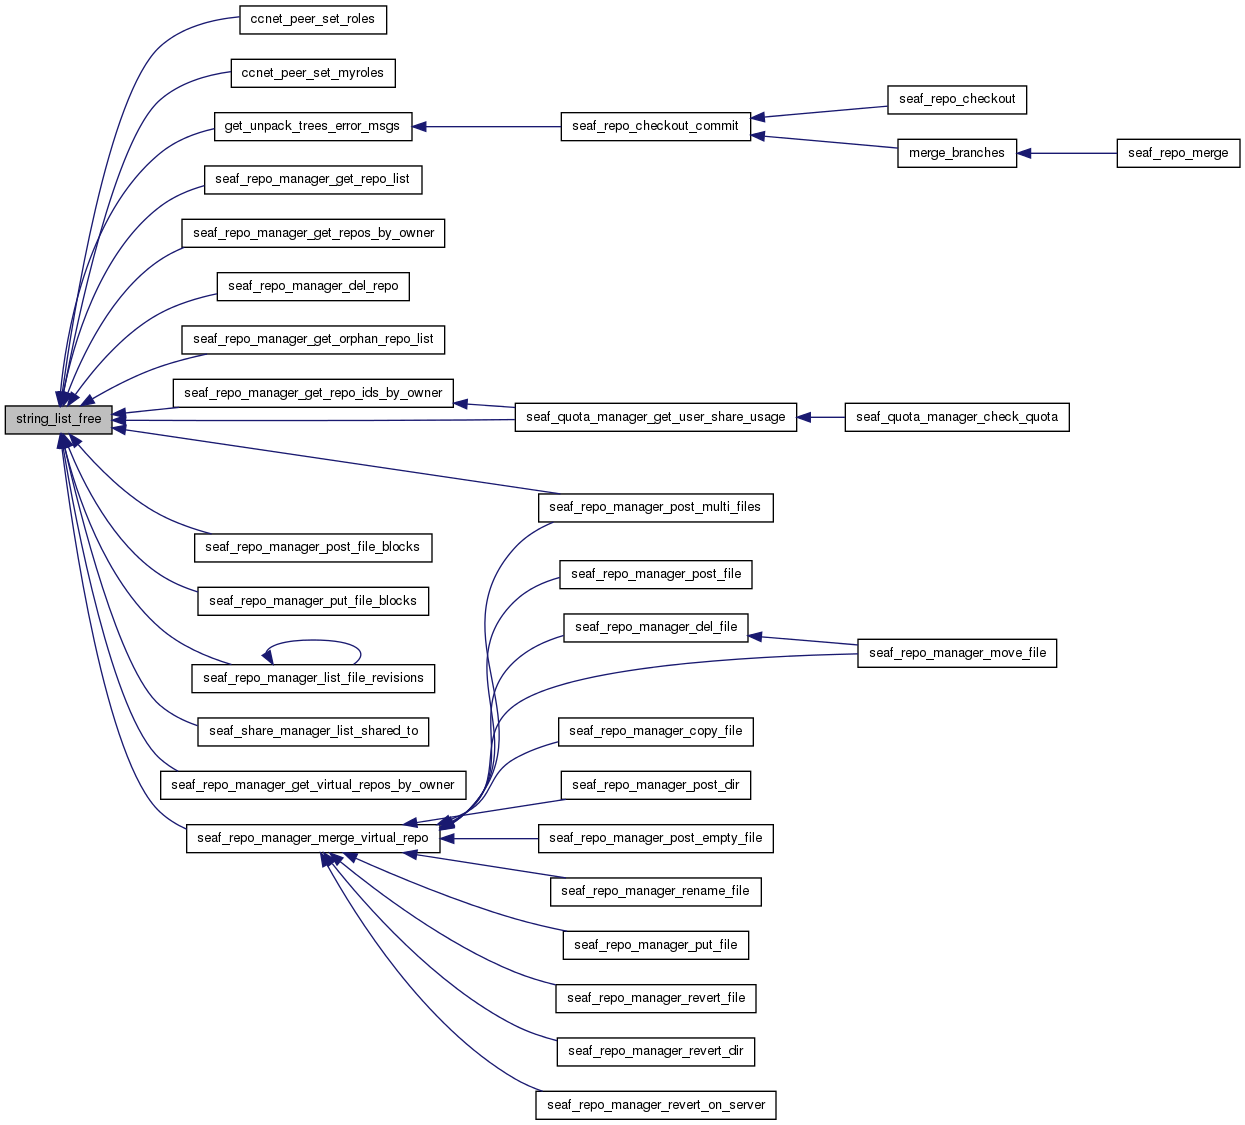 ccnet_peer_set_roles
ccnet_peer_set_myroles
seaf_repo_checkout
get_unpack_trees_error_msgs
seaf_repo_checkout_commit
merge_branches
seaf_repo_merge
seaf_repo_manager_get_repo_list
seaf_repo_manager_get_repos_by_owner
seaf_repo_manager_del_repo
seaf_repo_manager_get_orphan_repo_list
seaf_repo_manager_get_repo_ids_by_owner
string_list_free
seaf_quota_manager_get_user_share_usage
seaf_quota_manager_check_quota
seaf_repo_manager_post_multi_files
seaf_repo_manager_post_file_blocks
seaf_repo_manager_post_file
seaf_repo_manager_put_file_blocks
seaf_repo_manager_del_file
seaf_repo_manager_move_file
seaf_repo_manager_list_file_revisions
seaf_share_manager_list_shared_to
seaf_repo_manager_copy_file
seaf_repo_manager_get_virtual_repos_by_owner
seaf_repo_manager_post_dir
seaf_repo_manager_merge_virtual_repo
seaf_repo_manager_post_empty_file
seaf_repo_manager_rename_file
seaf_repo_manager_put_file
seaf_repo_manager_revert_file
seaf_repo_manager_revert_dir
seaf_repo_manager_revert_on_server